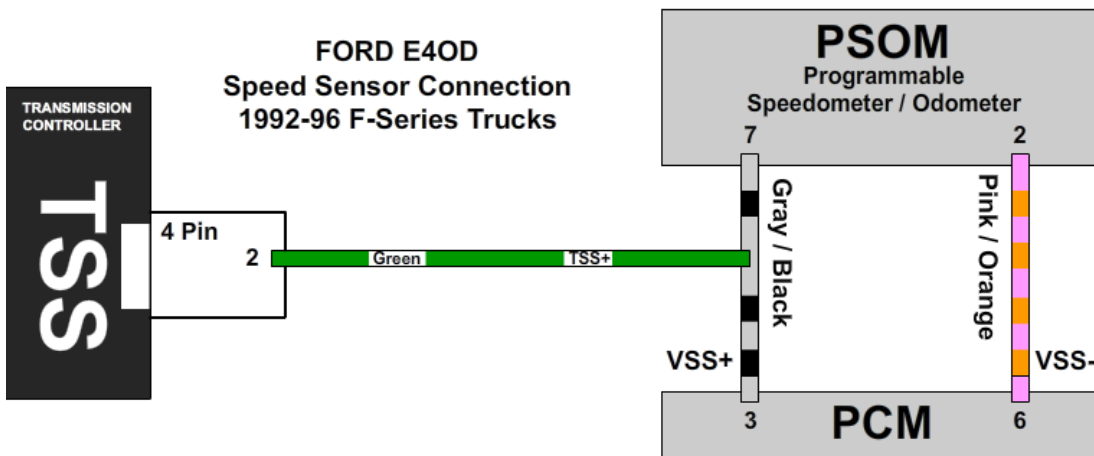 FORD E4OD
Speed Sensor Connection
1992-96 F-Series Trucks
TRANSMISSION
CONTROLLER
TSS
4 Pin
2
Green
TSS+
PSOM
Programmable
Speedometer / Odometer
7
2
Gray / Black
Pink / Orange
VSS+
VSS-
3
PCM
6